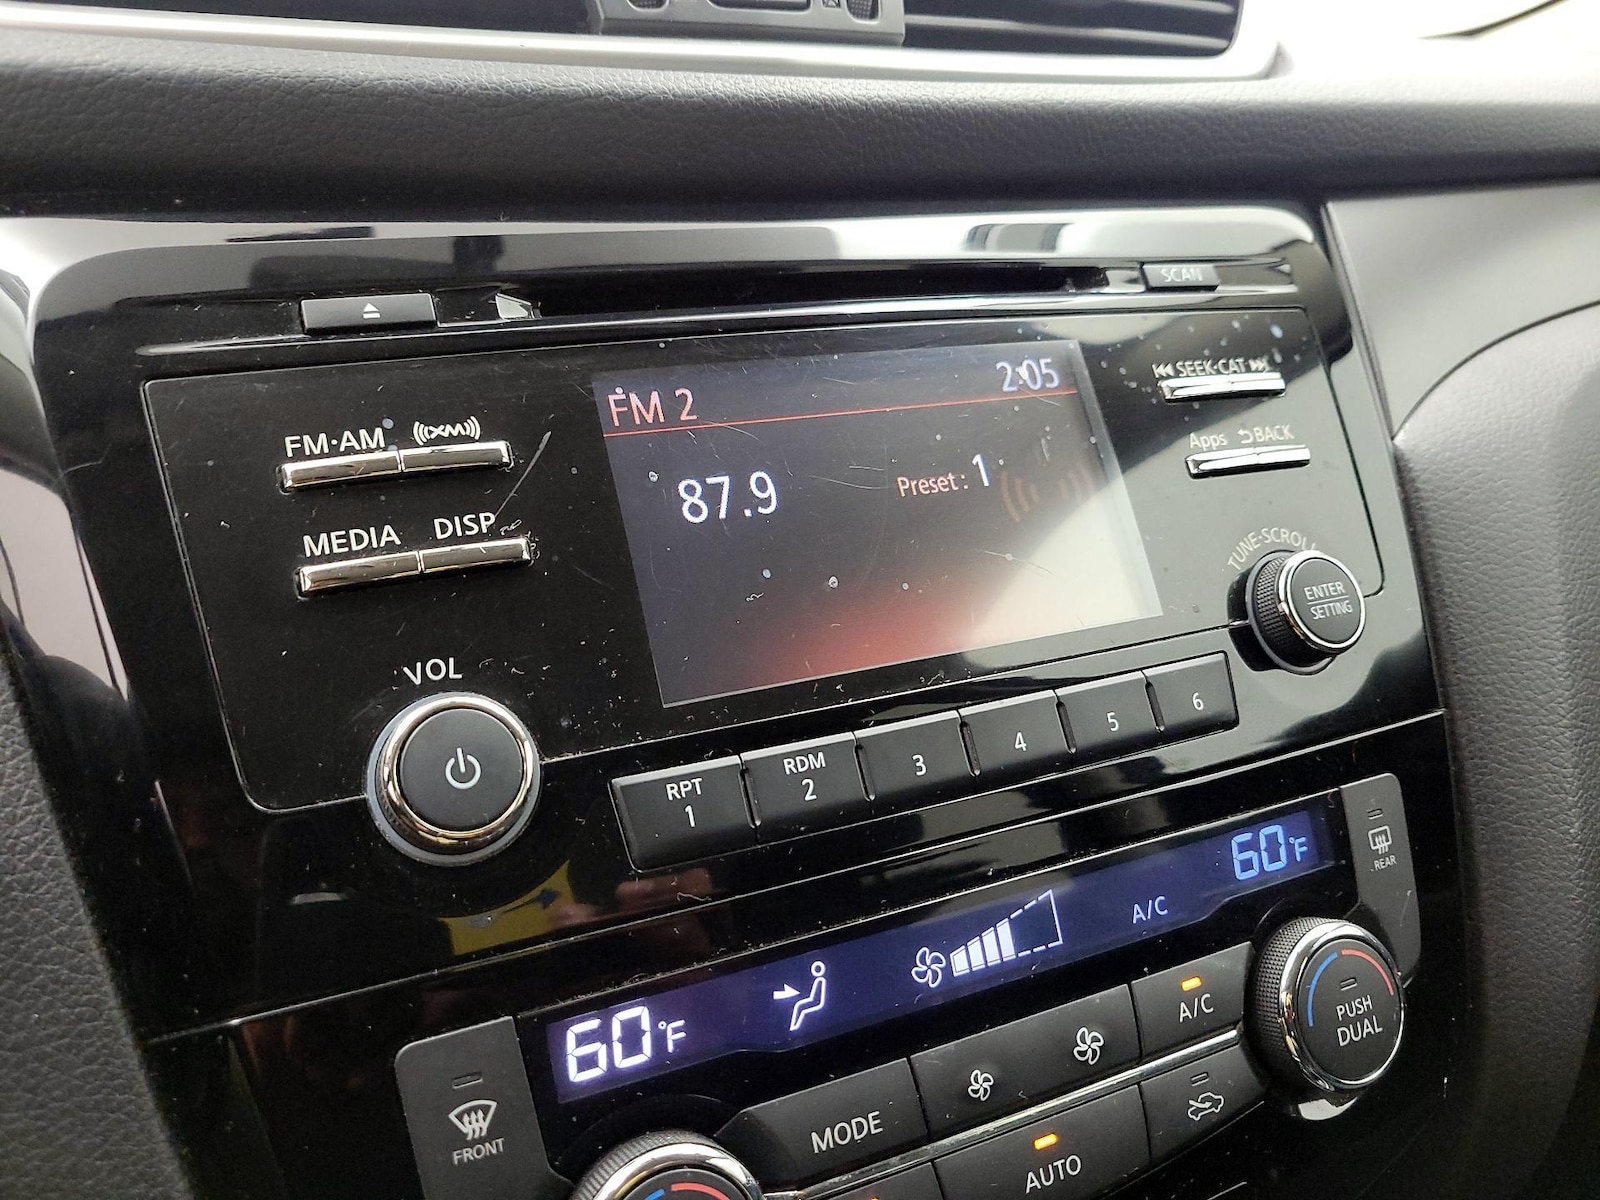 SCAN
FM 2 2:05
87.9 Preset: 1
SEEK·CAT
Apps BACK
FM·AM XM
MEDIA DISP
TUNE·SCROLL
ENTER
SETTING
VOL
RPT
1
RDM
2
3
4
5
6
60°F A/C 60°F
REAR
FRONT
MODE
A/C
AUTO
PUSH
DUAL